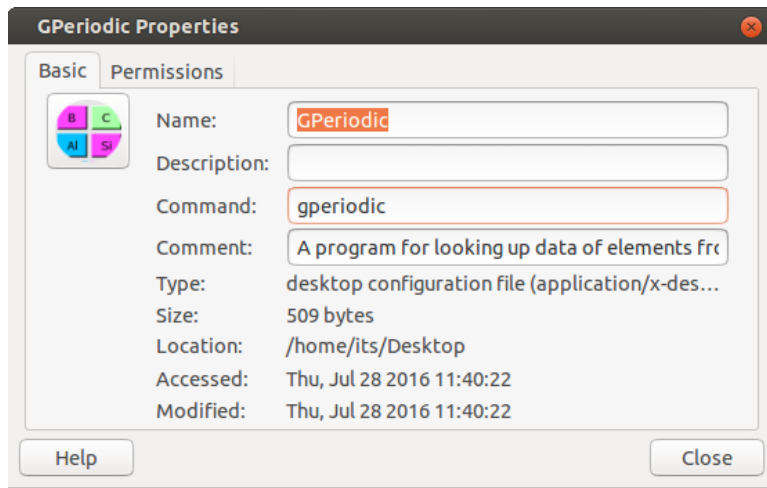 GPeriodic Properties
Basic Permissions
B C
Al Si
Name: GPeriodic
Description:
Command: gperiodic
Comment: A program for looking up data of elements fro
Type: desktop configuration file (application/x-des...
Size: 509 bytes
Location: /home/its/Desktop
Accessed: Thu, Jul 28 2016 11:40:22
Modified: Thu, Jul 28 2016 11:40:22
Help Close